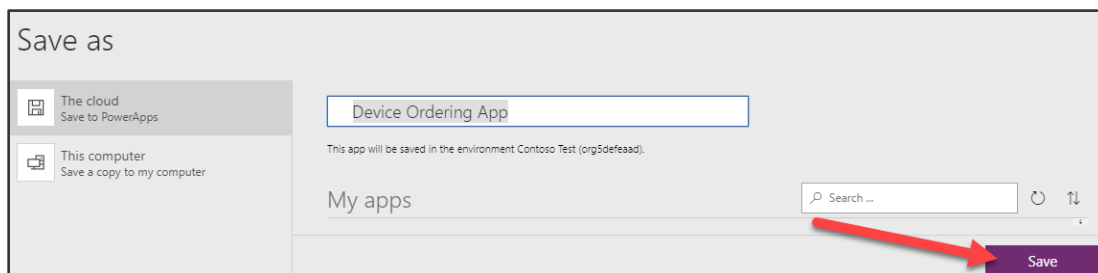 Save as
The cloud
Save to PowerApps
This computer
Save a copy to my computer
Device Ordering App
This app will be saved in the environment Contoso Test (org5defeaad).
My apps
Search ...
Save